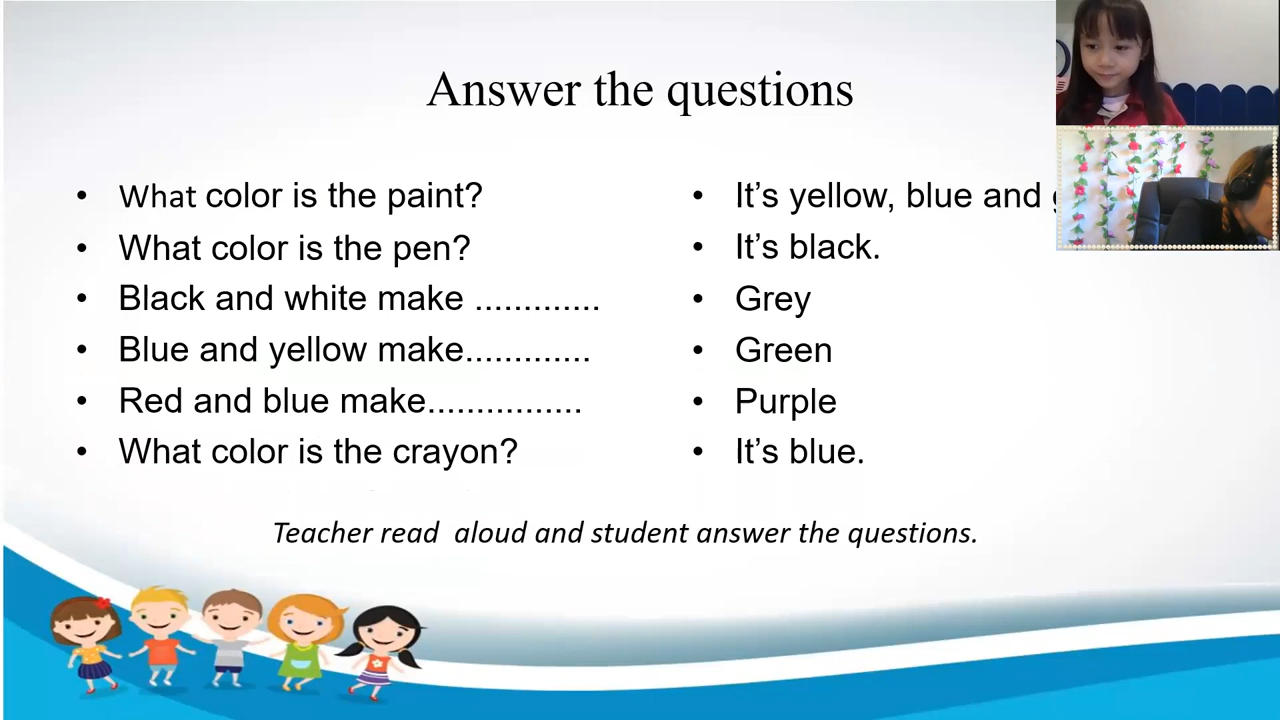 Answer the questions
• What color is the paint?
• What color is the pen?
• Black and white make .............
• Blue and yellow make.............
• Red and blue make................
• What color is the crayon?
• It’s yellow, blue and
• It’s black.
• Grey
• Green
• Purple
• It’s blue.
Teacher read aloud and student answer the questions.